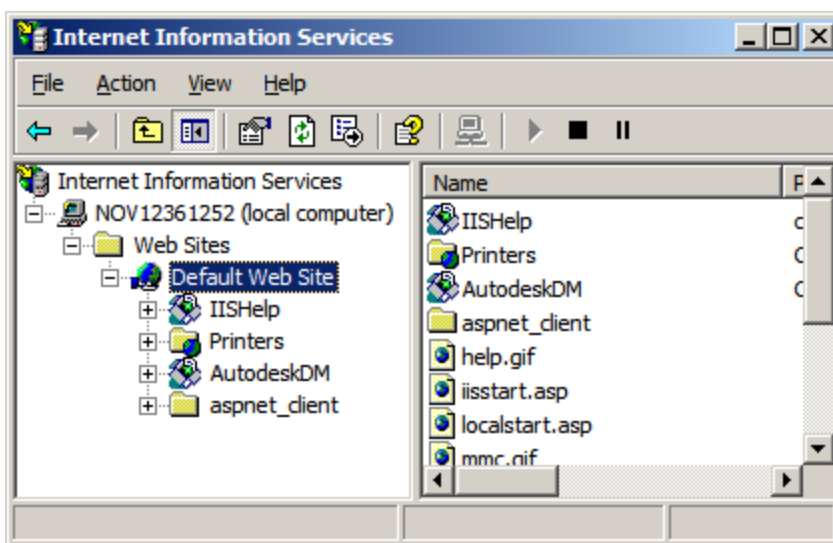 Internet Information Services
File Action View Help
Internet Information Services
NOV12361252 (local computer)
Web Sites
Default Web Site
IISHelp
Printers
AutodeskDM
aspnet_client
Name
IISHelp
Printers
AutodeskDM
aspnet_client
help.gif
iisstart.asp
localstart.asp
mmc.gif